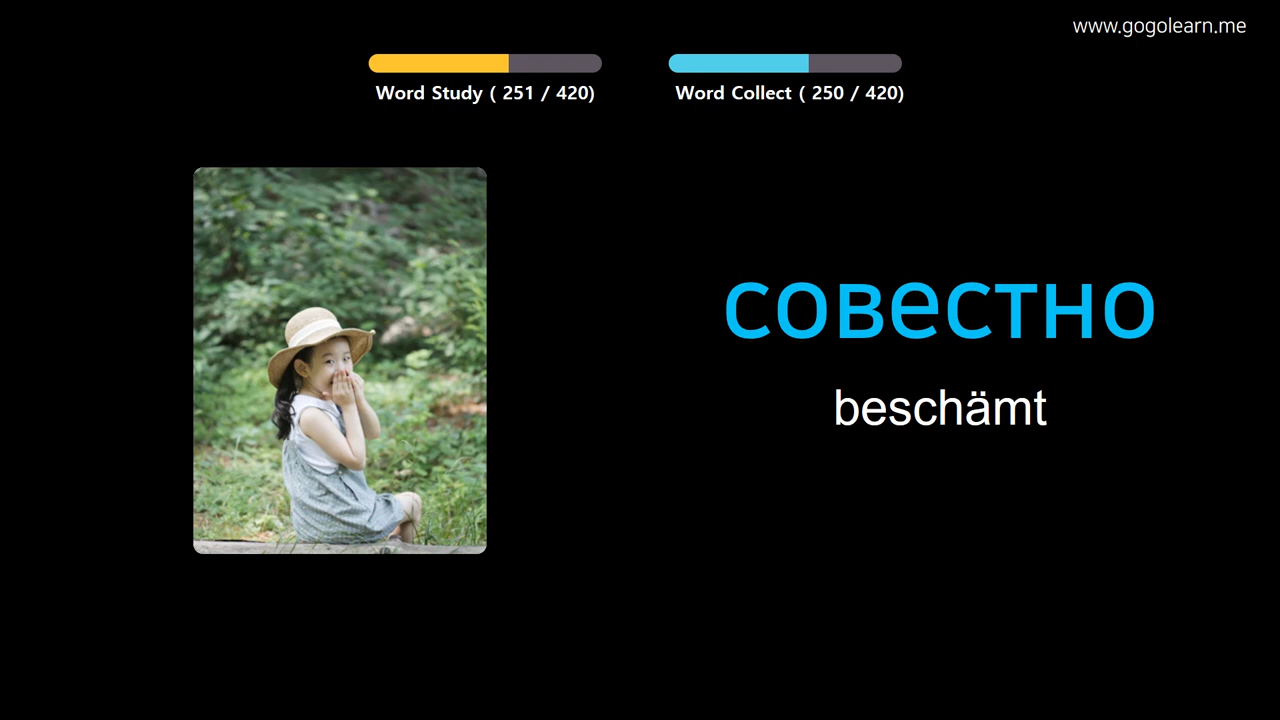 www.gogolearn.me
Word Study ( 251 / 420)
Word Collect ( 250 / 420)
совестно
beschämt